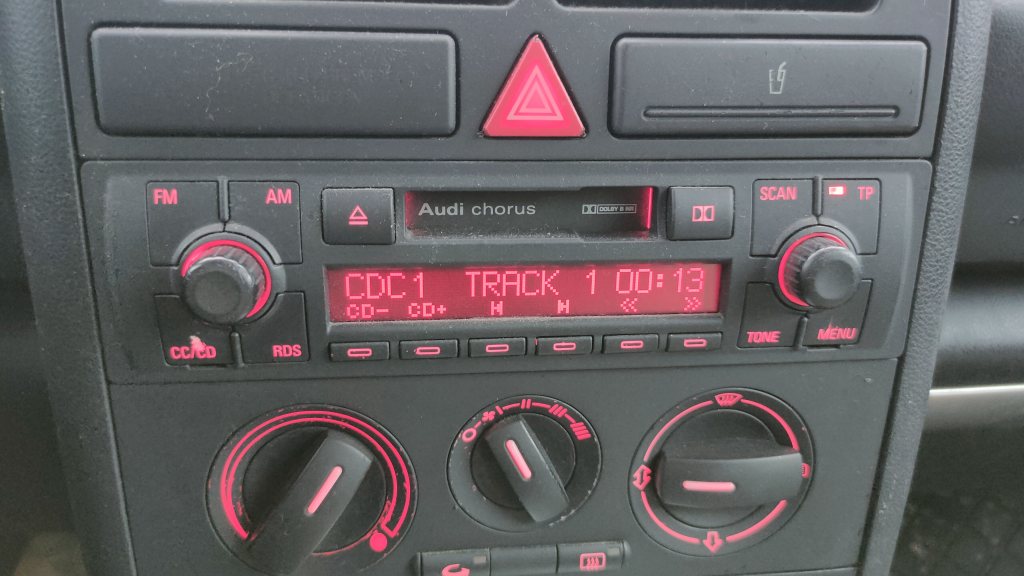 FM AM
Audi chorus
DOLBY B NR
SCAN TP
CDC1 TRACK 1 00:13
CD- CD+
CC/CD RDS
TONE MENU